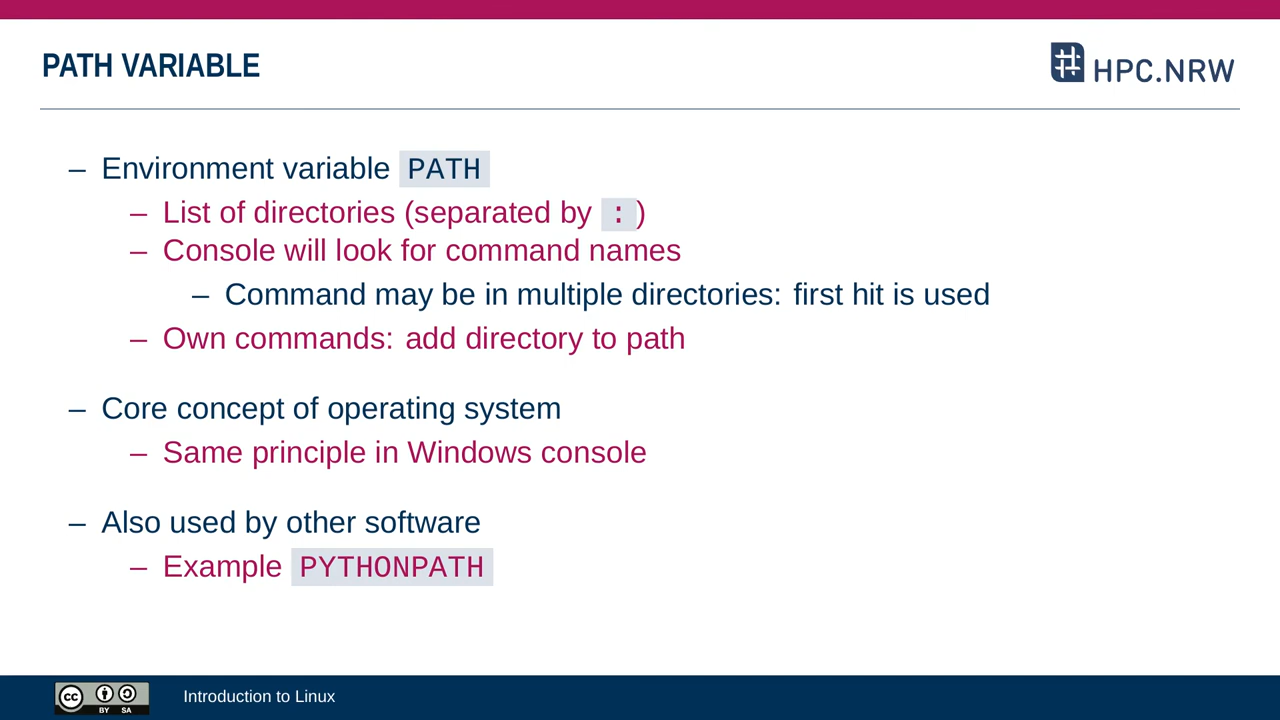 PATH VARIABLE
HPC.NRW
– Environment variable PATH
– List of directories (separated by : )
– Console will look for command names
– Command may be in multiple directories: first hit is used
– Own commands: add directory to path
– Core concept of operating system
– Same principle in Windows console
– Also used by other software
– Example PYTHONPATH
cc BY SA
Introduction to Linux